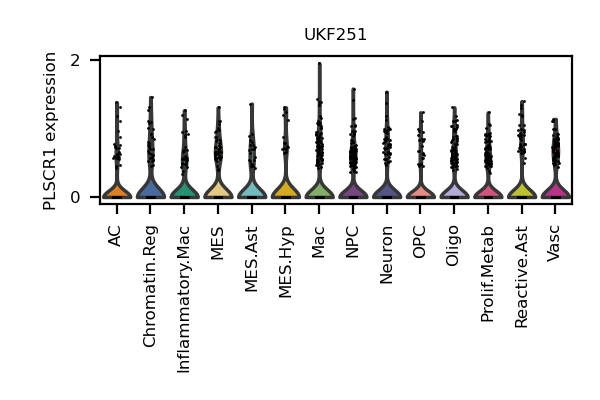 UKF251
PLSCR1 expression
2
0
AC
Chromatin.Reg
Inflammatory.Mac
MES
MES.Ast
MES.Hyp
Mac
NPC
Neuron
OPC
Oligo
Prolif.Metab
Reactive.Ast
Vasc